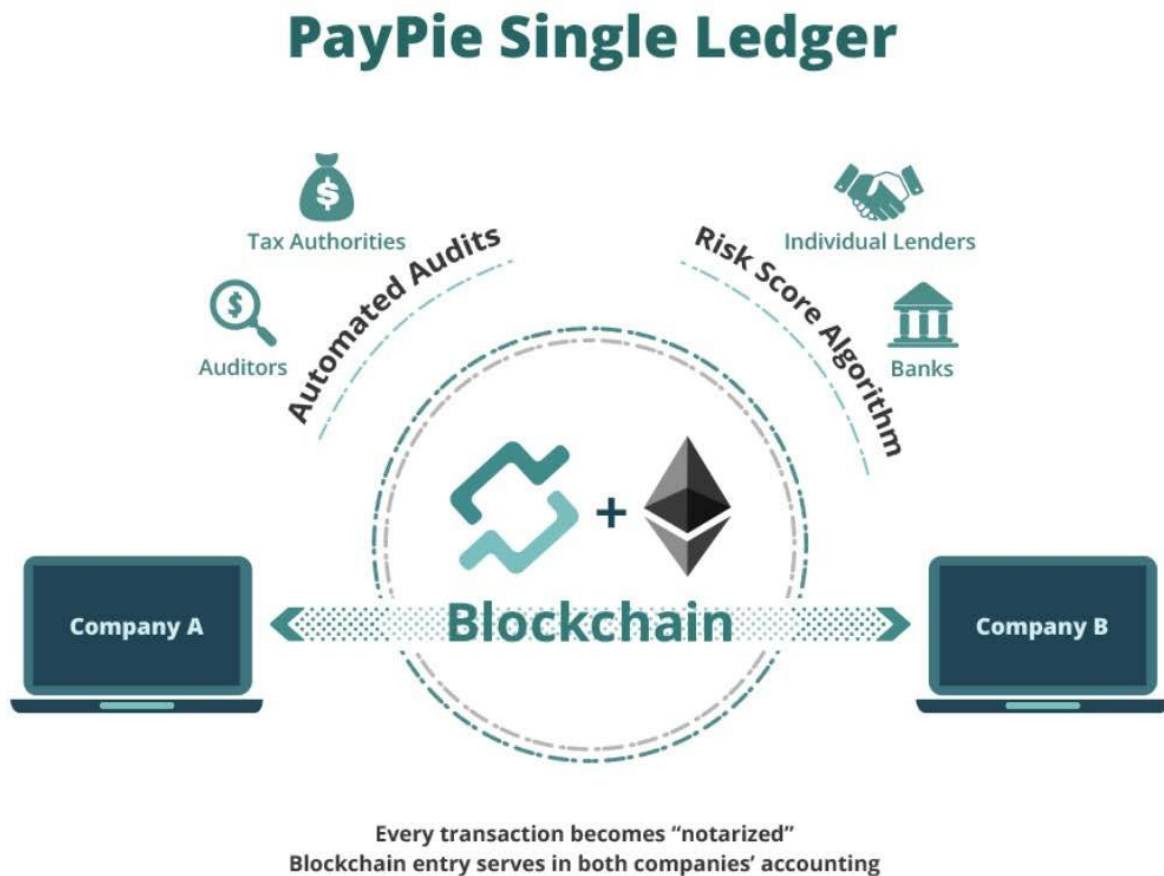 PayPie Single Ledger
Tax Authorities
Automated Audits
Auditors
Individual Lenders
Risk Score Algorithm
Banks
+
Company A
Blockchain
Company B
Every transaction becomes “notarized”
Blockchain entry serves in both companies’ accounting